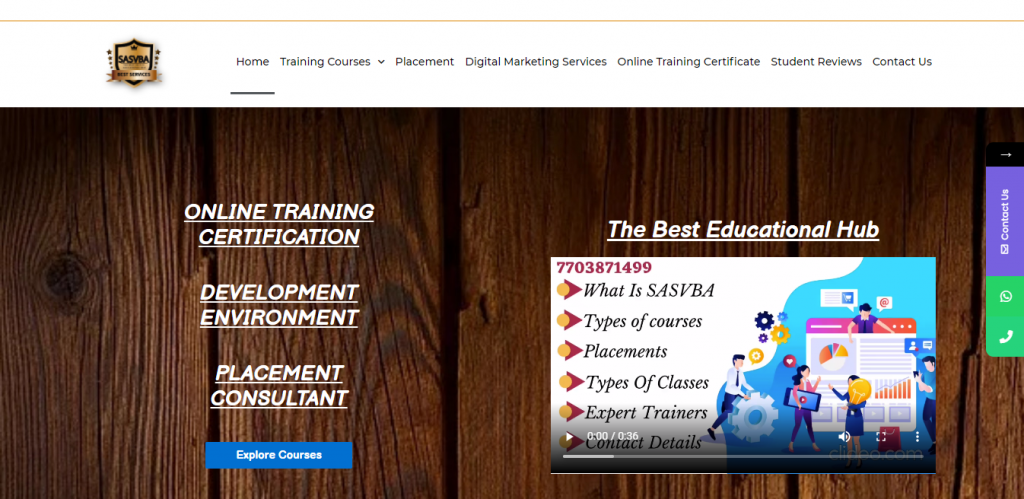 SASVBA
BEST SERVICES
Home
Training Courses
Placement
Digital Marketing Services
Online Training Certificate
Student Reviews
Contact Us
→
Contact Us
ONLINE TRAINING
CERTIFICATION
DEVELOPMENT
ENVIRONMENT
PLACEMENT
CONSULTANT
Explore Courses
The Best Educational Hub
7703871499
What Is SASVBA
Types of courses
Placements
Types Of Classes
Expert Trainers
Contact Details
0:00 / 0:36